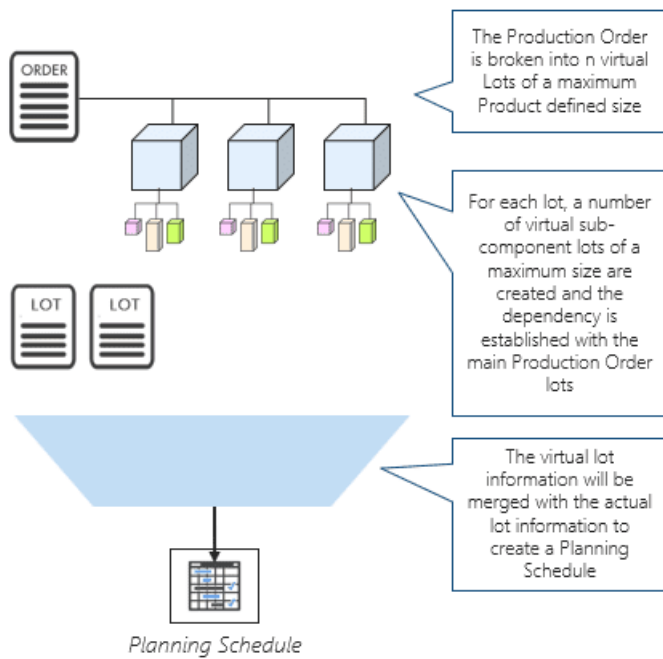 ORDER
The Production Order
is broken into n virtual
Lots of a maximum
Product defined size
For each lot, a number
of virtual sub-
component lots of a
maximum size are
created and the
dependency is
established with the
main Production Order
lots
LOT
LOT
The virtual lot
information will be
merged with the actual
lot information to
create a Planning
Schedule
Planning Schedule